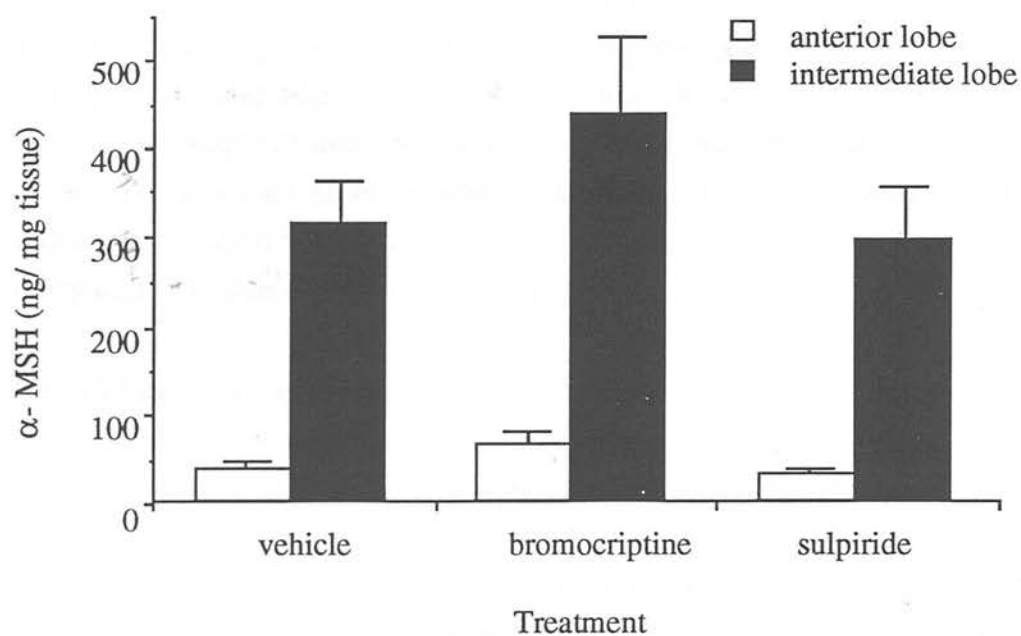 anterior lobe
intermediate lobe
500
400
300
200
100
0
α- MSH (ng/ mg tissue)
vehicle bromocriptine sulpiride
Treatment